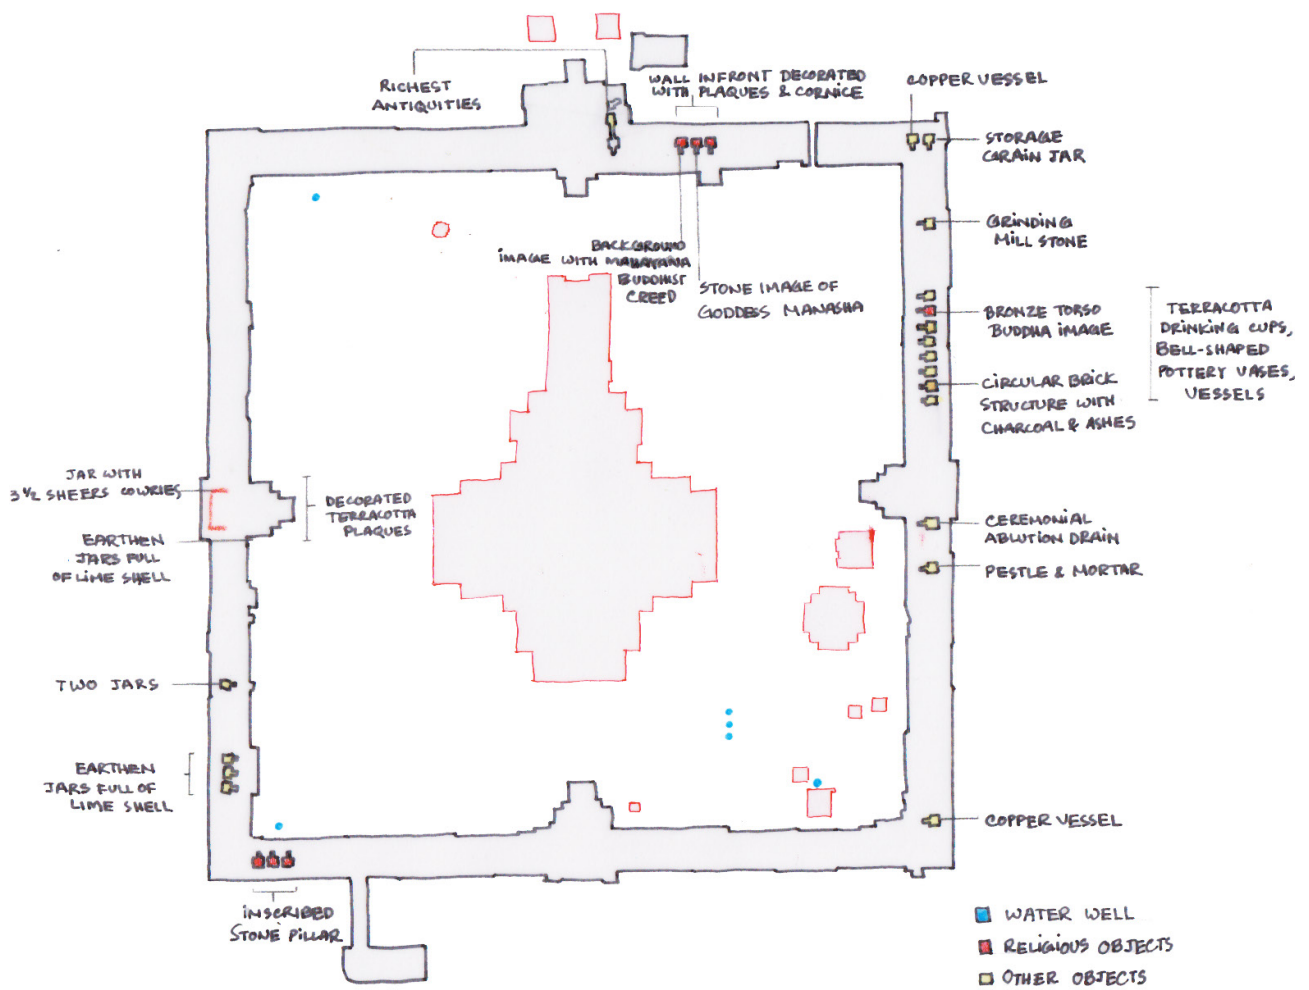 RICHEST
ANTIQUITIES
WALL INFRONT DECORATED
WITH PLAQUES & CORNICE
COPPER VESSEL
STORAGE
GRAIN JAR
GRINDING
MILL STONE
BACKGROUND
IMAGE WITH MAHAYANA
BUDDHIST
CREED
STONE IMAGE OF
GODDESS MANASHA
BRONZE TORSO
BUDDHA IMAGE
TERRACOTTA
DRINKING CUPS,
BELL-SHAPED
POTTERY VASES,
VESSELS
CIRCULAR BRICK
STRUCTURE WITH
CHARCOAL & ASHES
JAR WITH
3 1/2 SHEERS COWRIES
DECORATED
TERRACOTTA
PLAQUES
EARTHEN
JARS FULL
OF LIME SHELL
CEREMONIAL
ABLUTION DRAIN
PESTLE & MORTAR
TWO JARS
EARTHEN
JARS FULL OF
LIME SHELL
COPPER VESSEL
INSCRIBED
STONE PILLAR
WATER WELL
RELIGIOUS OBJECTS
OTHER OBJECTS